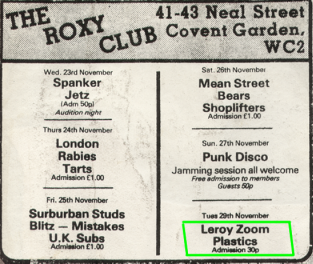 THE ROXY CLUB
41-43 Neal Street
Covent Garden,
WC2
Wed. 23rd November
Spanker
Jetz
(Adm 50p)
Audition night
Thurs 24th November
London
Rabies
Tarts
Admission £1.00
Fri. 25th November
Surburban Studs
Blitz – Mistakes
U.K. Subs
Admission £1.00
Sat. 26th November
Mean Street
Bears
Shoplifters
Admission £1.00
Sun. 27th November
Punk Disco
Jamming session all welcome
Free admission to members
Guests 50p
Tues 29th November
Leroy Zoom
Plastics
Admission 30p